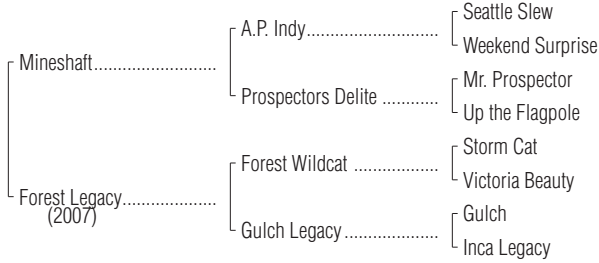 Seattle Slew
A.P. Indy............................
Weekend Surprise
Mineshaft..........................
Mr. Prospector
Prospectors Delite ............
Up the Flagpole
Storm Cat
Forest Wildcat ..................
Victoria Beauty
Forest Legacy....................
(2007)
Gulch
Gulch Legacy....................
Inca Legacy